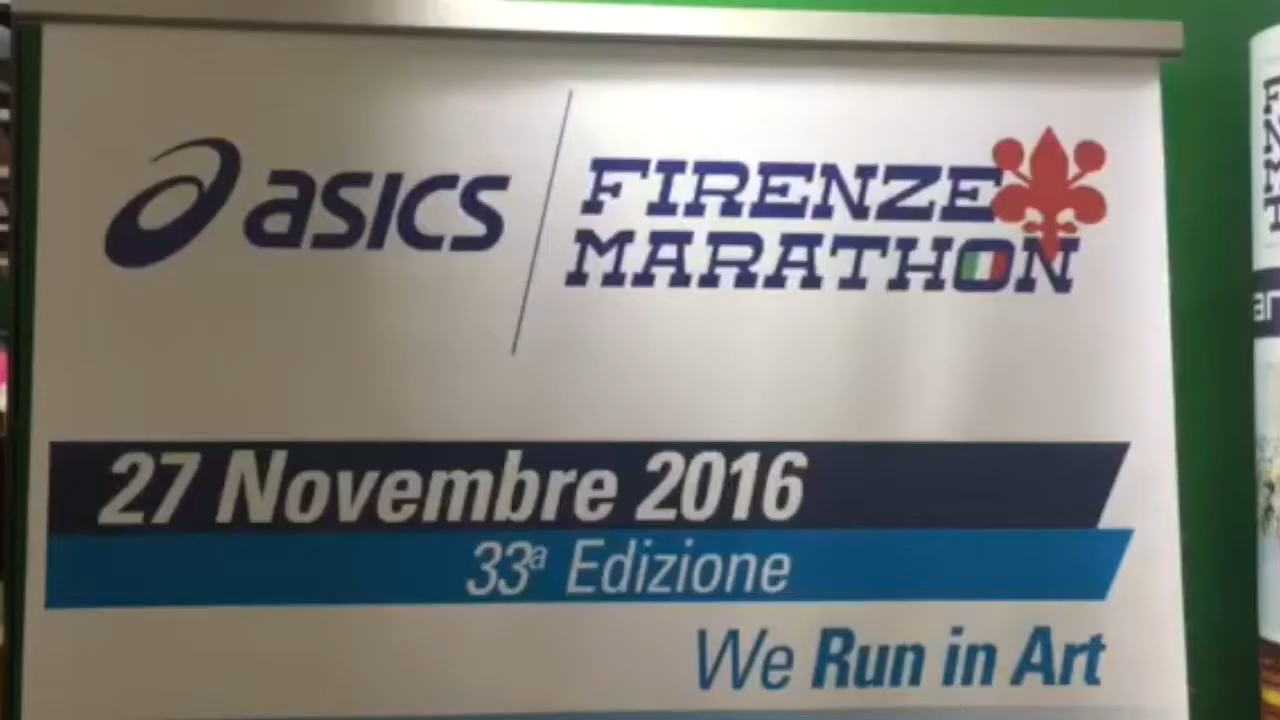 asics
FIRENZE
MARATHON
27 Novembre 2016
33ª Edizione
We Run in Art